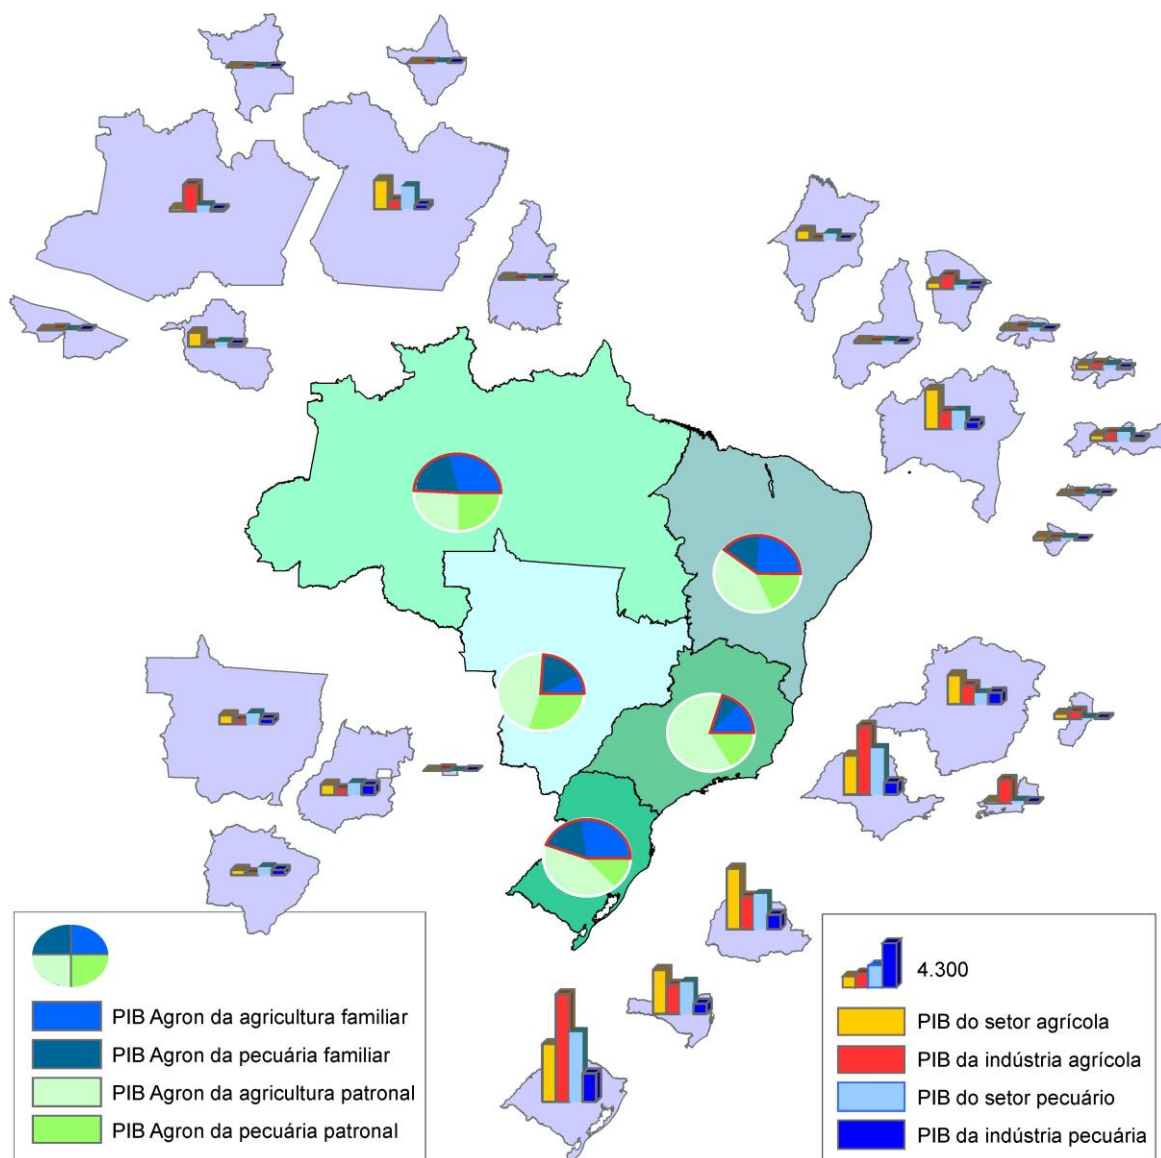 PIB Agron da agricultura familiar
PIB Agron da pecuária familiar
PIB Agron da agricultura patronal
PIB Agron da pecuária patronal
4.300
PIB do setor agrícola
PIB da indústria agrícola
PIB do setor pecuário
PIB da indústria pecuária